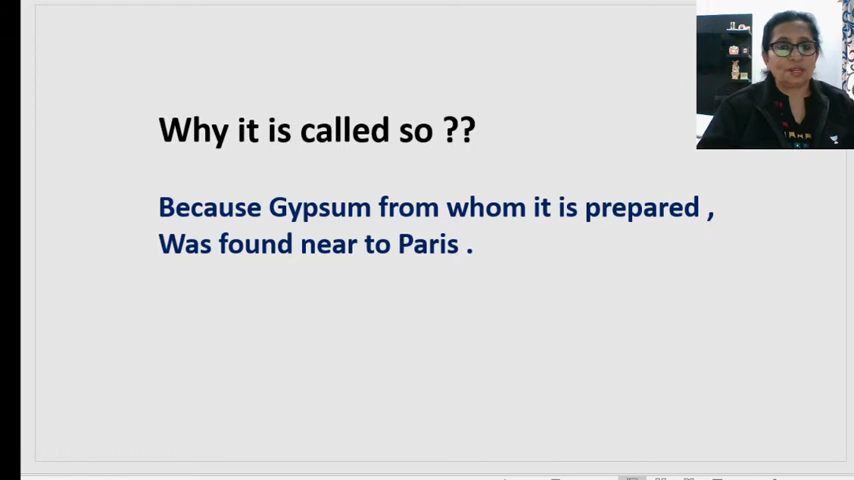 Why it is called so ??
Because Gypsum from whom it is prepared ,
Was found near to Paris .